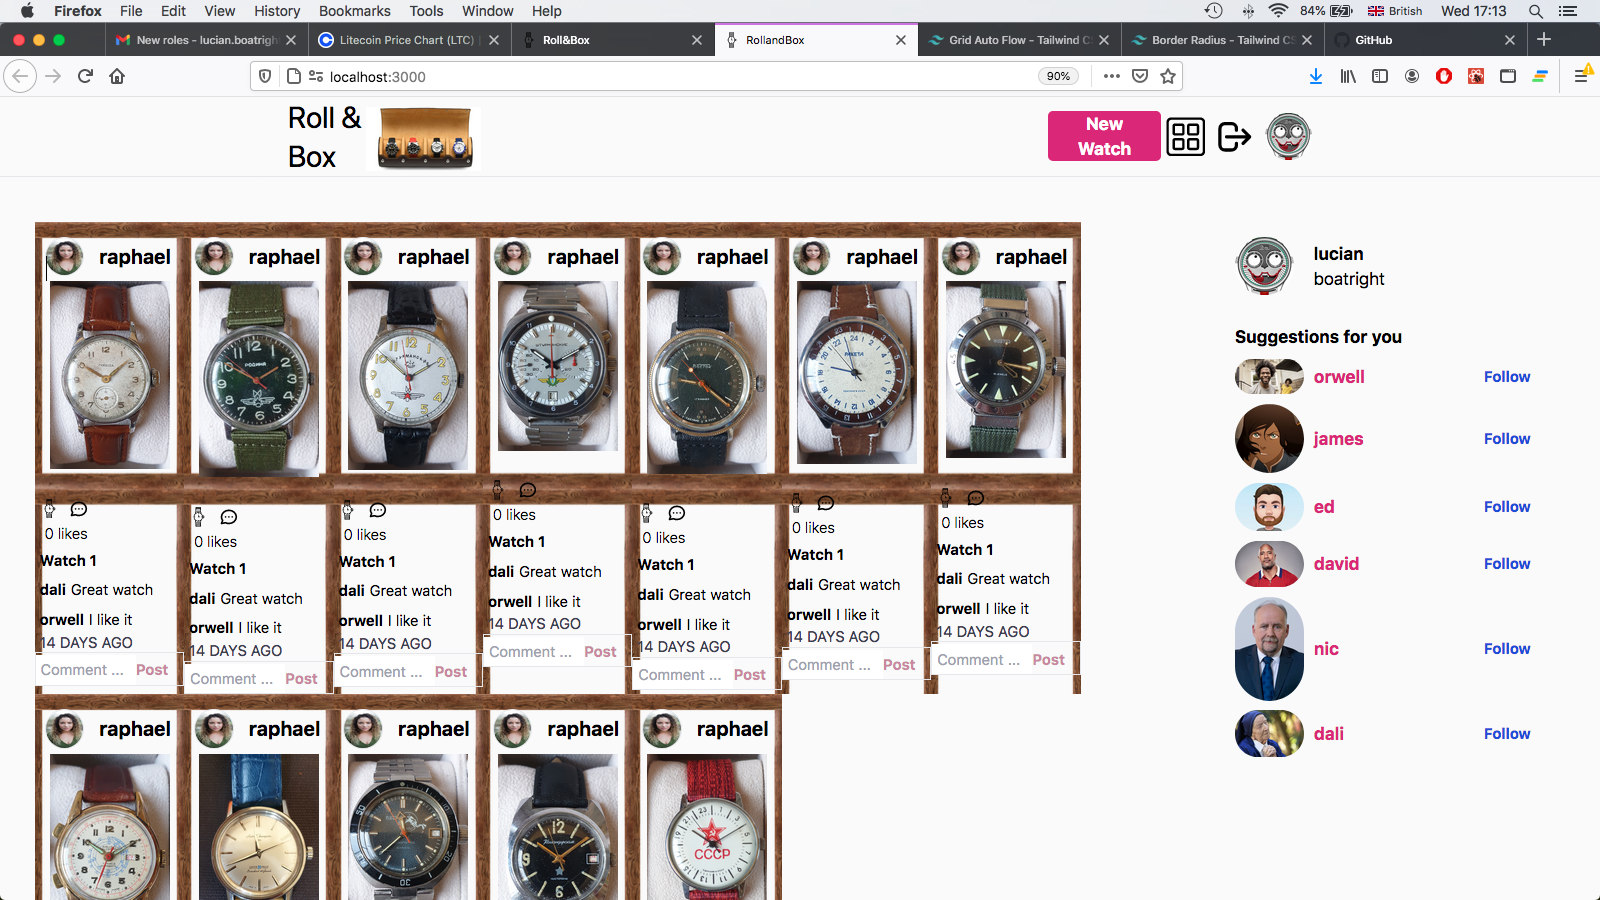 Firefox File Edit View History Bookmarks Tools Window Help 84% British Wed 17:13
New roles - lucian.boatrigh Litecoin Price Chart (LTC) | Roll&Box RollandBox Grid Auto Flow - Tailwind C Border Radius - Tailwind CS GitHub
localhost:3000 90%
Roll &
Box
New
Watch
raphael raphael raphael raphael raphael raphael raphael
РОДИНА
РАКЕТА
0 likes 0 likes 0 likes 0 likes 0 likes 0 likes 0 likes
Watch 1 Watch 1 Watch 1 Watch 1 Watch 1 Watch 1 Watch 1
dali Great watch dali Great watch dali Great watch dali Great watch dali Great watch dali Great watch dali Great watch
orwell I like it orwell I like it orwell I like it orwell I like it orwell I like it orwell I like it orwell I like it
14 DAYS AGO 14 DAYS AGO 14 DAYS AGO 14 DAYS AGO 14 DAYS AGO 14 DAYS AGO 14 DAYS AGO
Comment ... Post Comment ... Post Comment ... Post Comment ... Post Comment ... Post Comment ... Post Comment ... Post
raphael raphael raphael raphael raphael
СССР
lucian
boatright
Suggestions for you
orwell Follow
james Follow
ed Follow
david Follow
nic Follow
dali Follow